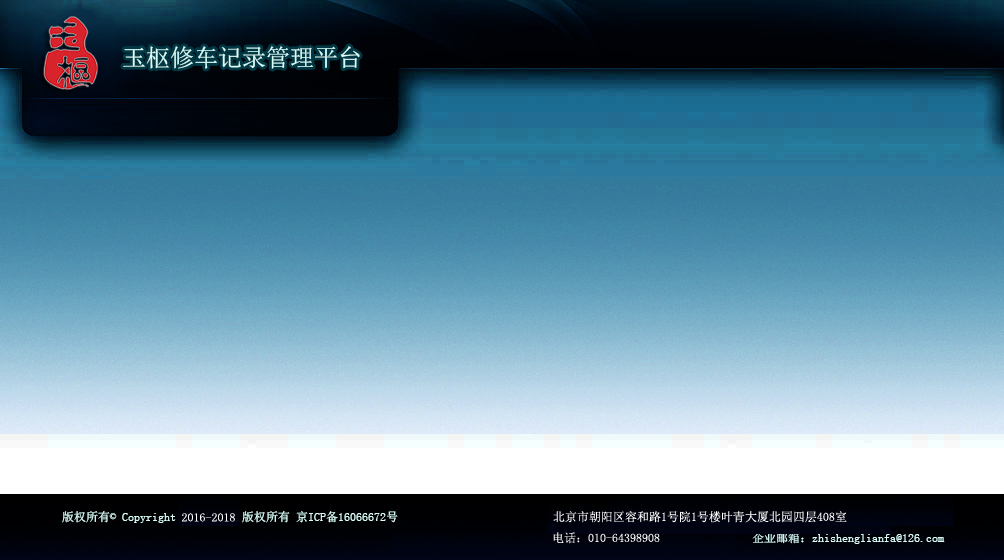 玉枢修车记录管理平台
版权所有© Copyright 2016-2018 版权所有 京ICP备16066672号
北京市朝阳区容和路1号院1号楼叶青大厦北园四层408室
电话：010-64398908 企业邮箱：zhishenglianfa@126.com